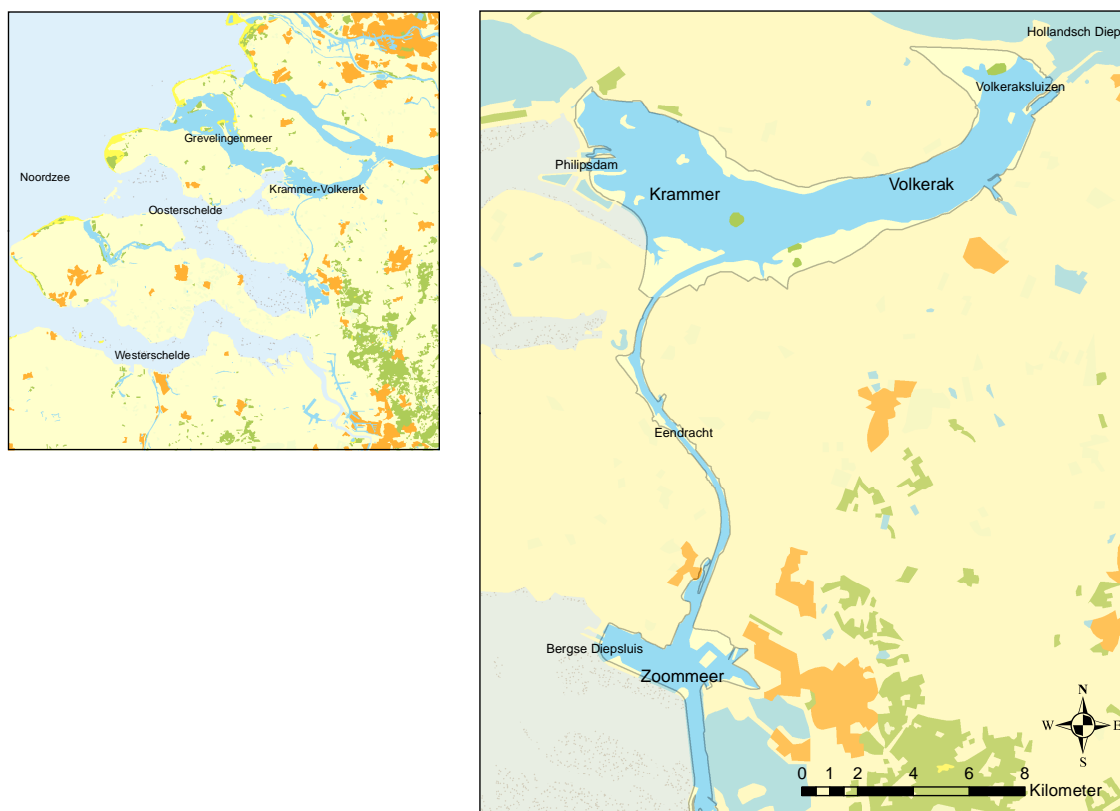 Grevelingenmeer
Noordzee
Krammer-Volkerak
Oosterschelde
Westerschelde
Hollandsch Diep
Volkeraksluizen
Philipsdam
Krammer
Volkerak
Eendracht
Bergse Diepsluis
Zoommeer
N
W E
S
0 1 2 4 6 8
Kilometer